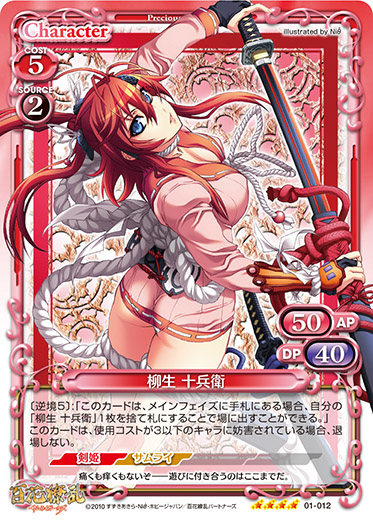 Precious
Character
illustrated by Niθ
COST
5
SOURCE
2
50 AP
DP 40
柳生 十兵衛
〔逆境5〕:「このカードは、メインフェイズに手札にある場合、自分の
「柳生 十兵衛」1枚を捨て札にすることで場に出すことができる。」
このカードは、使用コストが3以下のキャラに妨害されている場合、退
場しない。
剣姫 サムライ
痛くも痒くもないぞ――遊びに付き合うのはここまでだ。
百花繚乱
©2010 すずきあきら・Niθ・ホビージャパン/百花繚乱パートナーズ
01-012